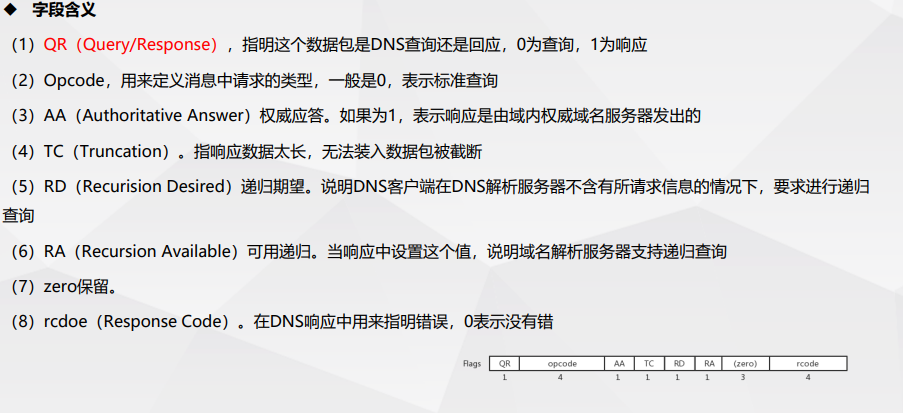 ◆ 字段含义
（1）QR（Query/Response），指明这个数据包是DNS查询还是回应，0为查询，1为响应
（2）Opcode，用来定义消息中请求的类型，一般是0，表示标准查询
（3）AA（Authoritative Answer）权威应答。如果为1，表示响应是由域内权威域名服务器发出的
（4）TC（Truncation）。指响应数据太长，无法装入数据包被截断
（5）RD（Recurision Desired）递归期望。说明DNS客户端在DNS解析服务器不含有所请求信息的情况下，要求进行递归
查询
（6）RA（Recursion Available）可用递归。当响应中设置这个值，说明域名解析服务器支持递归查询
（7）zero保留。
（8）rcdoe（Response Code）。在DNS响应中用来指明错误，0表示没有错
Flags QR opcode AA TC RD RA (zero) rcode
1 4 1 1 1 1 3 4